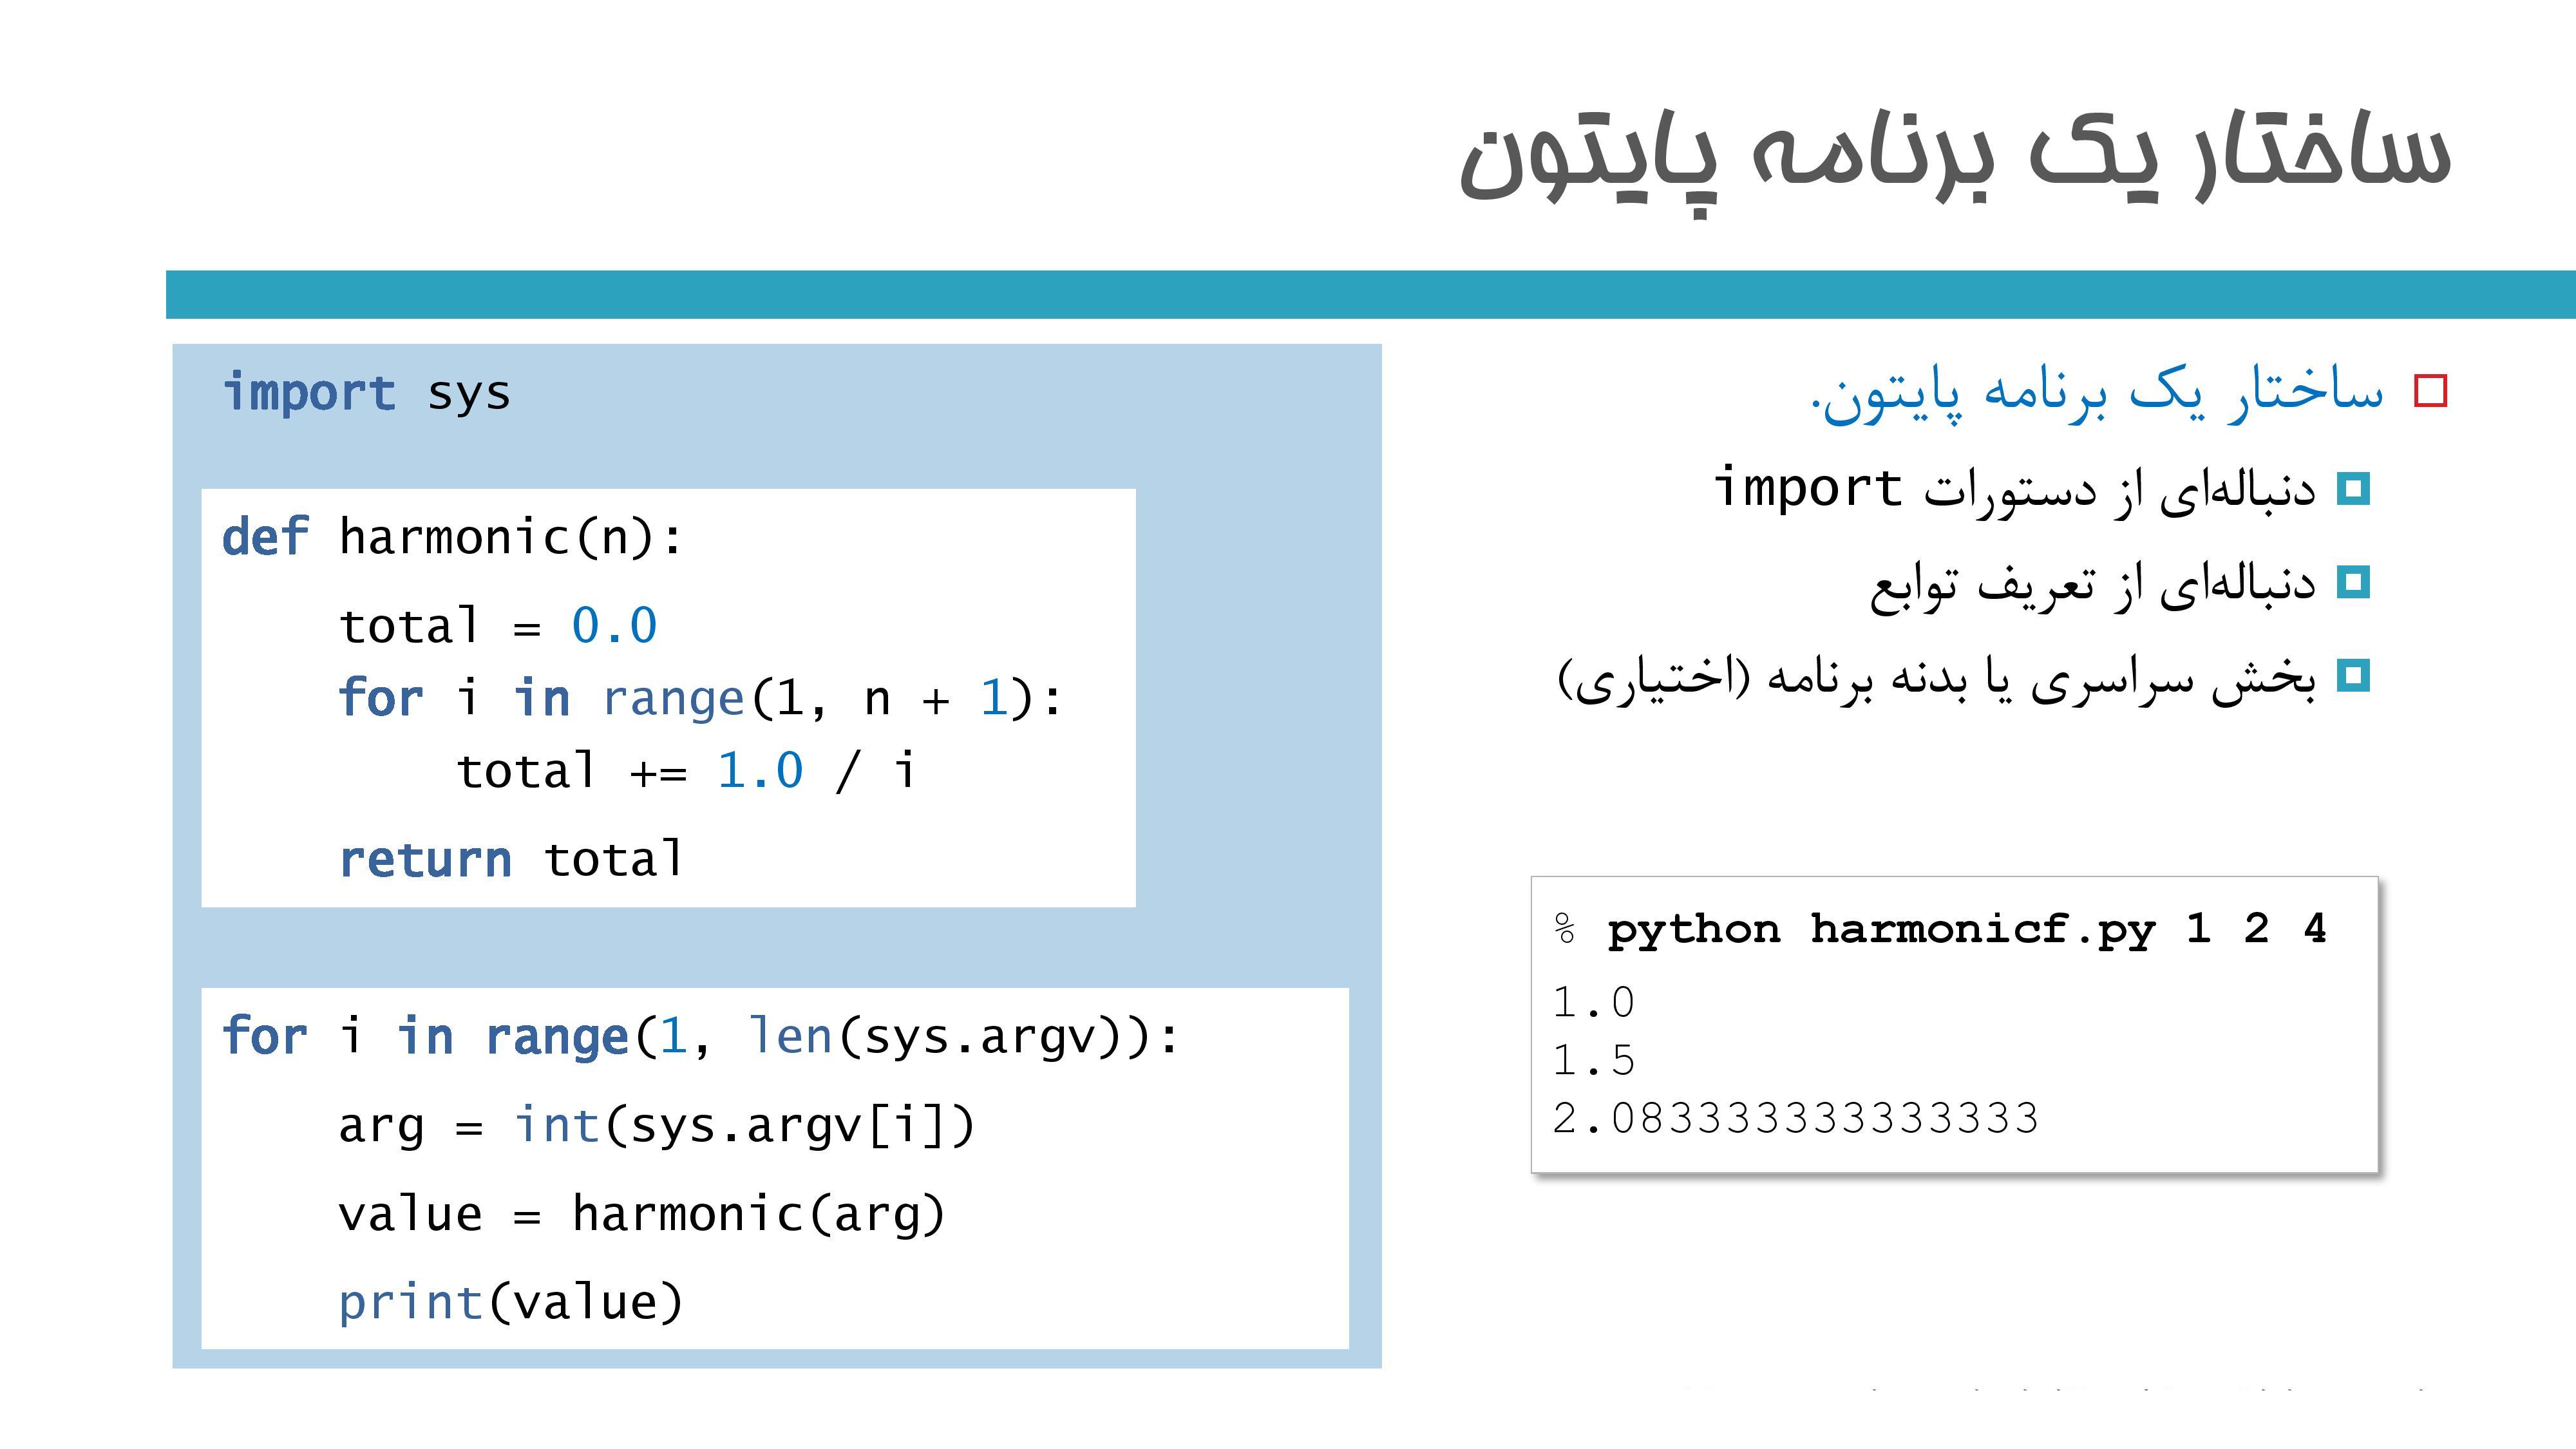 ساختار یک برنامه پایتون
ساختار یک برنامه پایتون.
دنباله‌ای از دستورات import
دنباله‌ای از تعریف توابع
بخش سراسری یا بدنه برنامه (اختیاری)
import sys
def harmonic(n):
    total = 0.0
    for i in range(1, n + 1):
        total += 1.0 / i
    return total
for i in range(1, len(sys.argv)):
    arg = int(sys.argv[i])
    value = harmonic(arg)
    print(value)
% python harmonicf.py 1 2 4
1.0
1.5
2.083333333333333